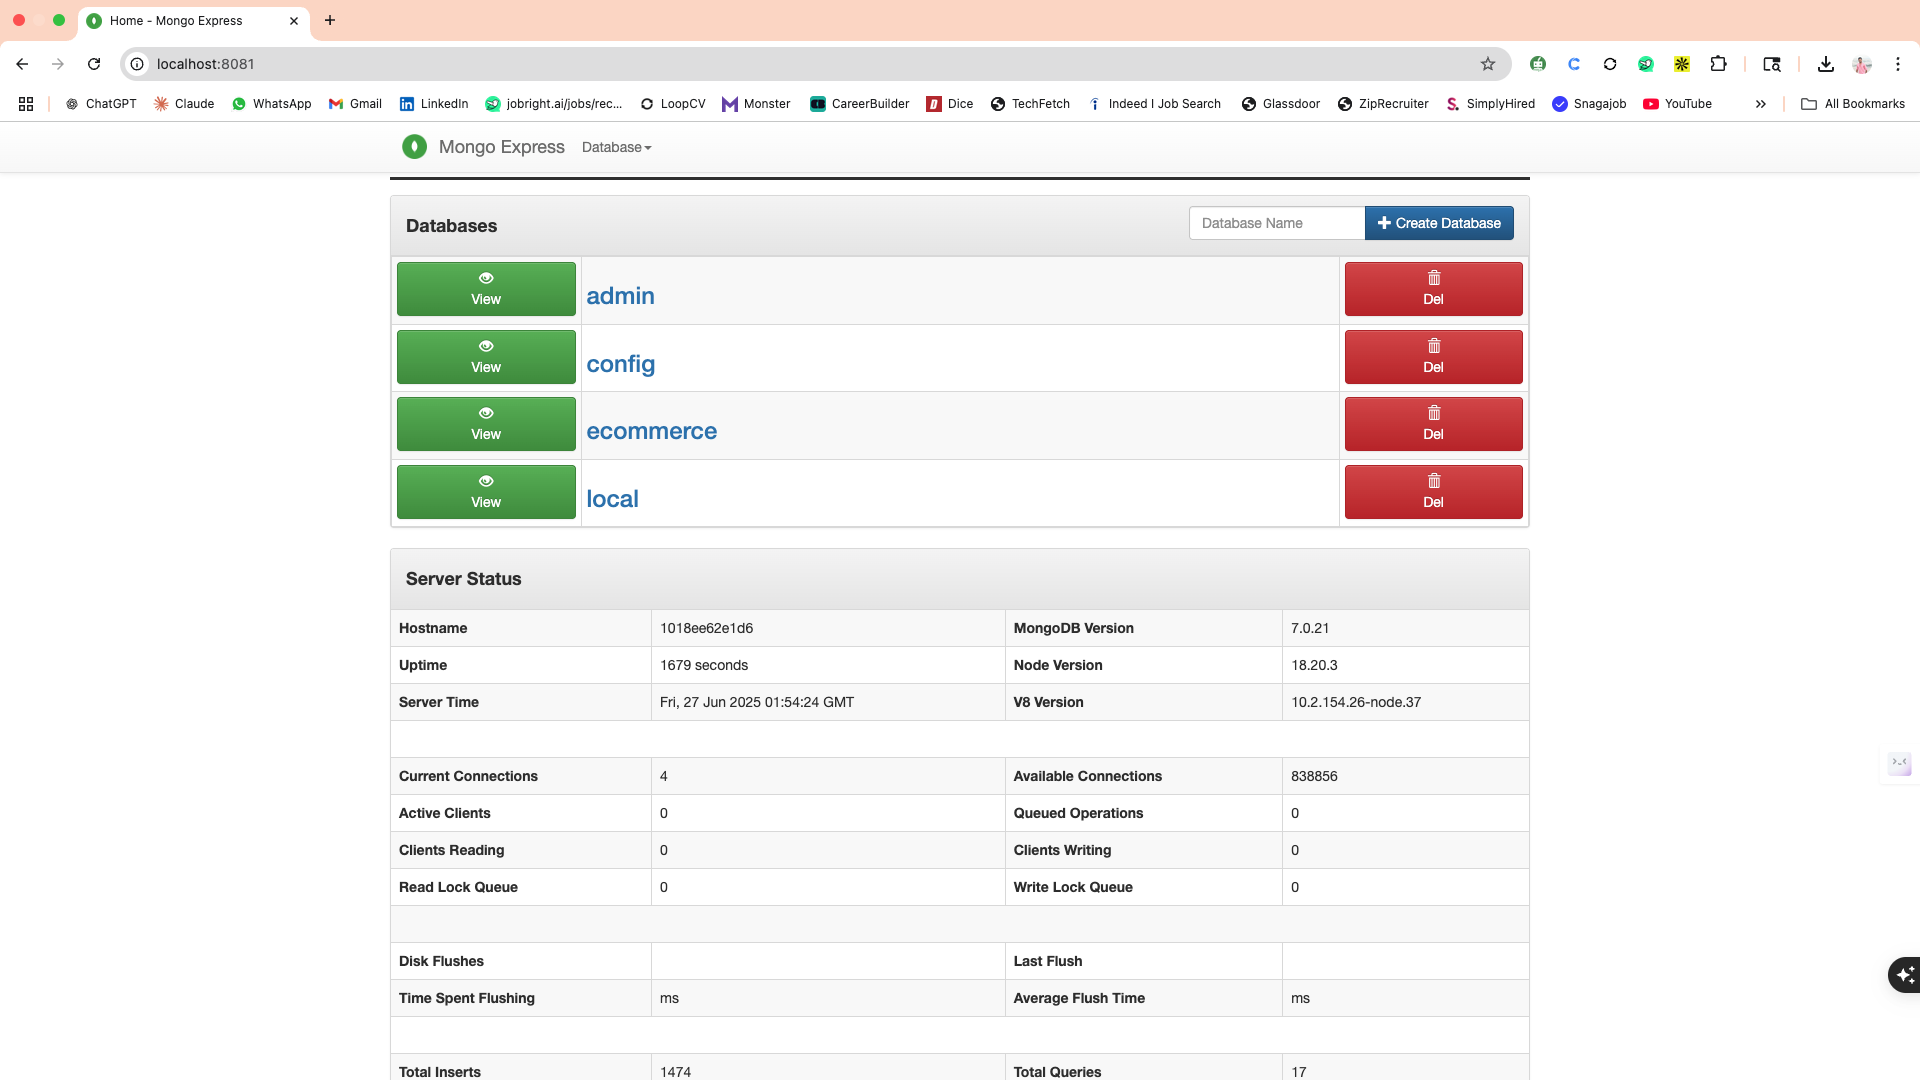 Home - Mongo Express
localhost:8081
ChatGPT Claude WhatsApp Gmail LinkedIn jobright.ai/jobs/rec... LoopCV Monster CareerBuilder Dice TechFetch Indeed I Job Search Glassdoor ZipRecruiter SimplyHired Snagajob YouTube » All Bookmarks
Mongo Express Database
Databases Database Name Create Database
View admin Del
View config Del
View ecommerce Del
View local Del
Server Status
Hostname 1018ee62e1d6 MongoDB Version 7.0.21
Uptime 1679 seconds Node Version 18.20.3
Server Time Fri, 27 Jun 2025 01:54:24 GMT V8 Version 10.2.154.26-node.37
Current Connections 4 Available Connections 838856
Active Clients 0 Queued Operations 0
Clients Reading 0 Clients Writing 0
Read Lock Queue 0 Write Lock Queue 0
Disk Flushes Last Flush
Time Spent Flushing ms Average Flush Time ms
Total Inserts 1474 Total Queries 17